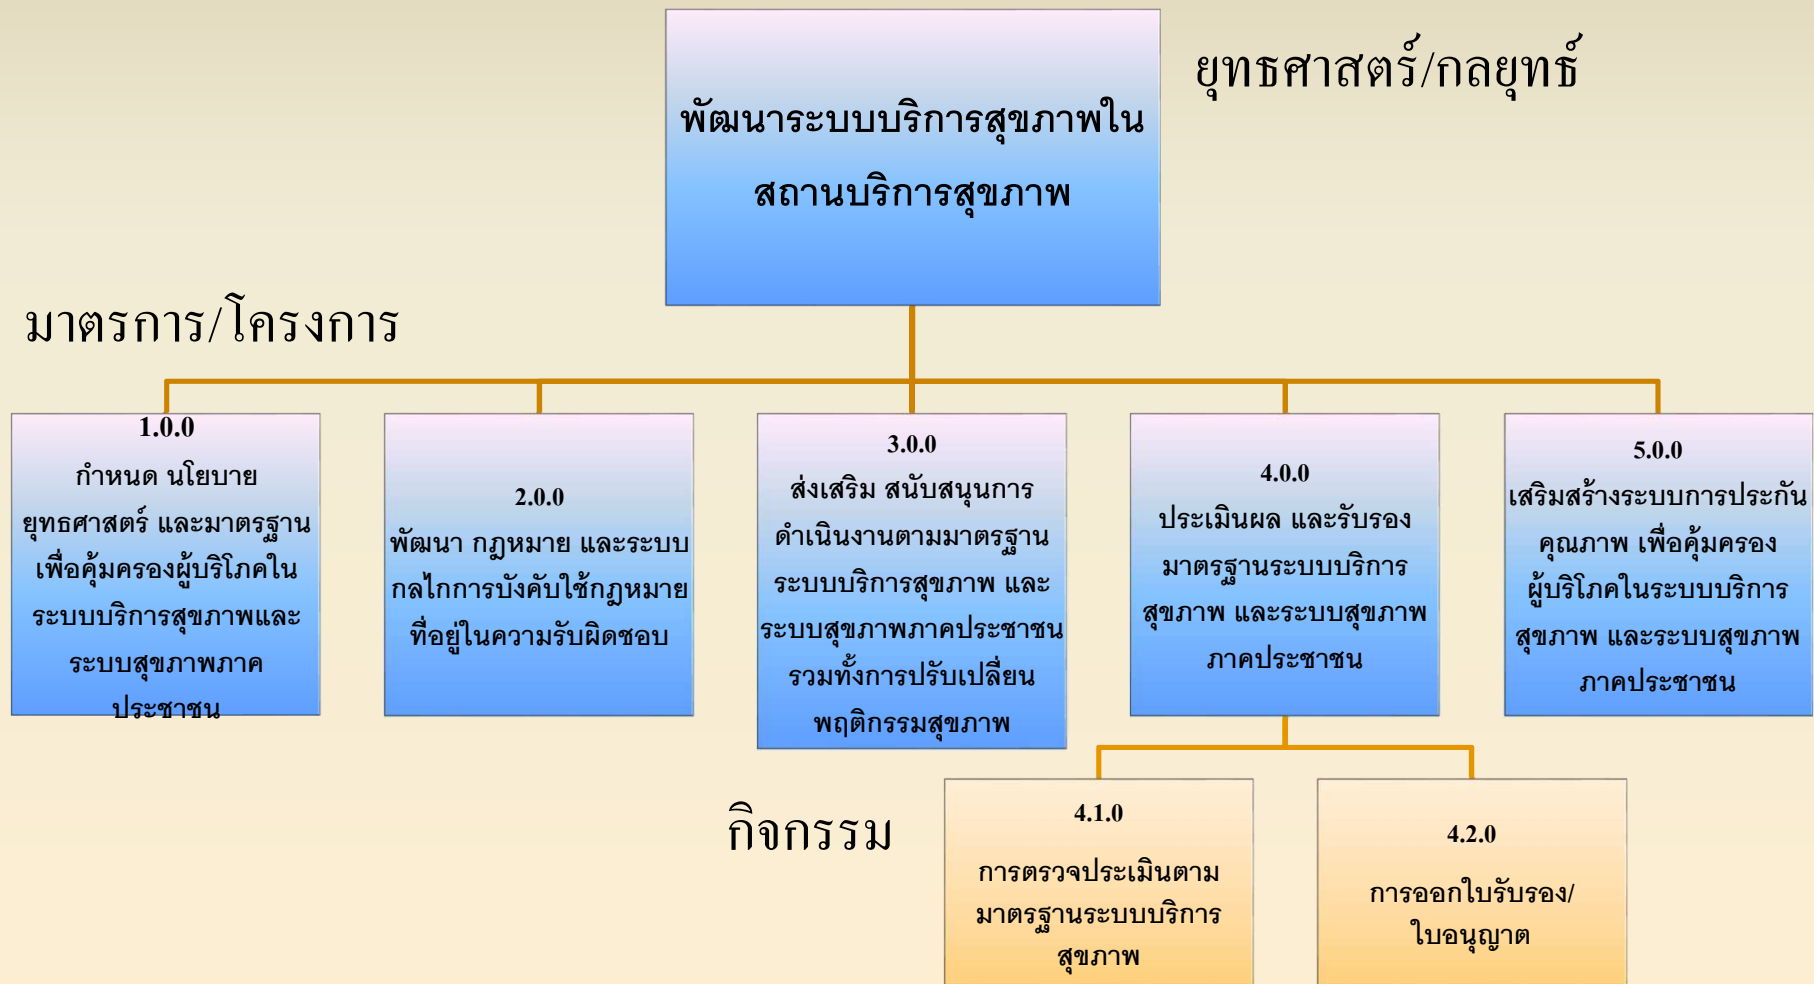 ยุทธศาสตร์/กลยุทธ์
พัฒนาระบบบริการสุขภาพใน
สถานบริการสุขภาพ
มาตรการ/โครงการ
1.0.0
กำหนด นโยบาย
ยุทธศาสตร์ และมาตรฐาน
เพื่อคุ้มครองผู้บริโภคใน
ระบบบริการสุขภาพและ
ระบบสุขภาพภาค
ประชาชน
2.0.0
พัฒนา กฎหมาย และระบบ
กลไกการบังคับใช้กฎหมาย
ที่อยู่ในความรับผิดชอบ
3.0.0
ส่งเสริม สนับสนุนการ
ดำเนินงานตามมาตรฐาน
ระบบบริการสุขภาพ และ
ระบบสุขภาพภาคประชาชน
รวมทั้งการปรับเปลี่ยน
พฤติกรรมสุขภาพ
4.0.0
ประเมินผล และรับรอง
มาตรฐานระบบบริการ
สุขภาพ และระบบสุขภาพ
ภาคประชาชน
5.0.0
เสริมสร้างระบบการประกัน
คุณภาพ เพื่อคุ้มครอง
ผู้บริโภคในระบบบริการ
สุขภาพ และระบบสุขภาพ
ภาคประชาชน
กิจกรรม
4.1.0
การตรวจประเมินตาม
มาตรฐานระบบบริการ
สุขภาพ
4.2.0
การออกใบรับรอง/
ใบอนุญาต